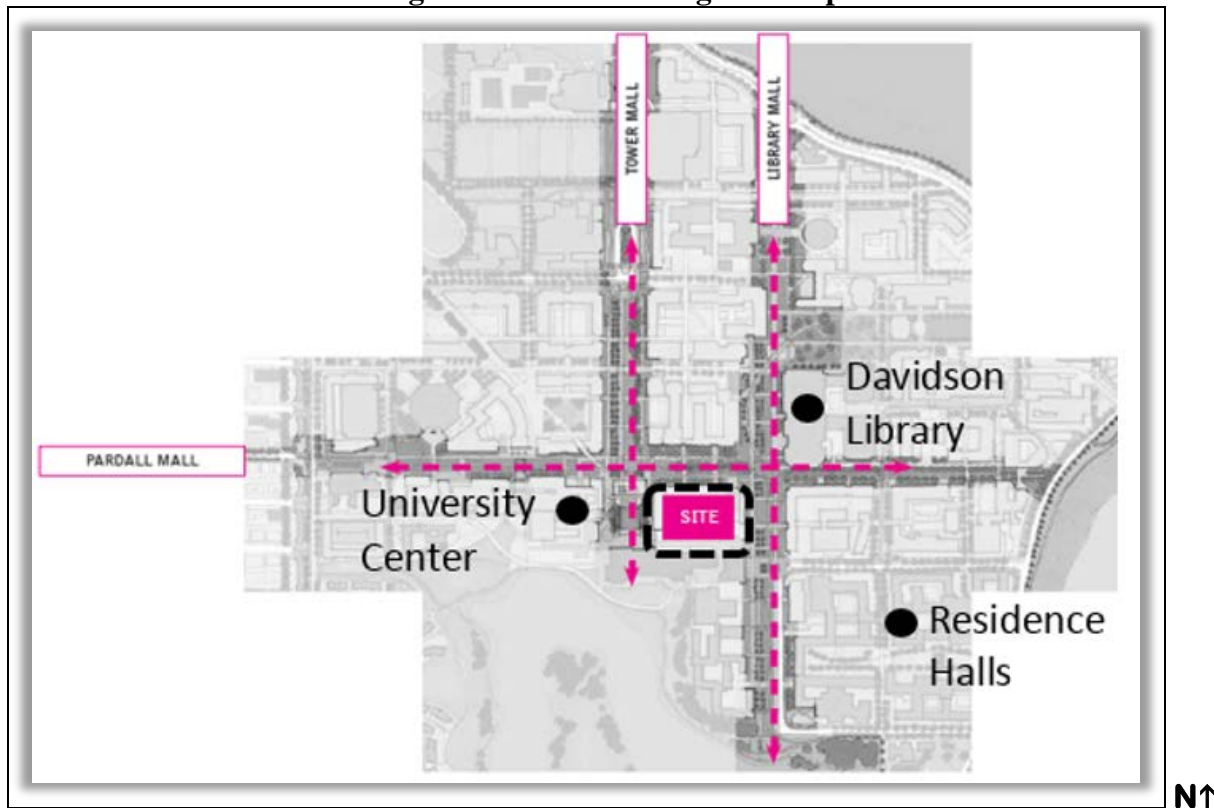 TOWER MALL
LIBRARY MALL
Davidson
Library
PARDALL MALL
University
Center
SITE
Residence
Halls
N↑